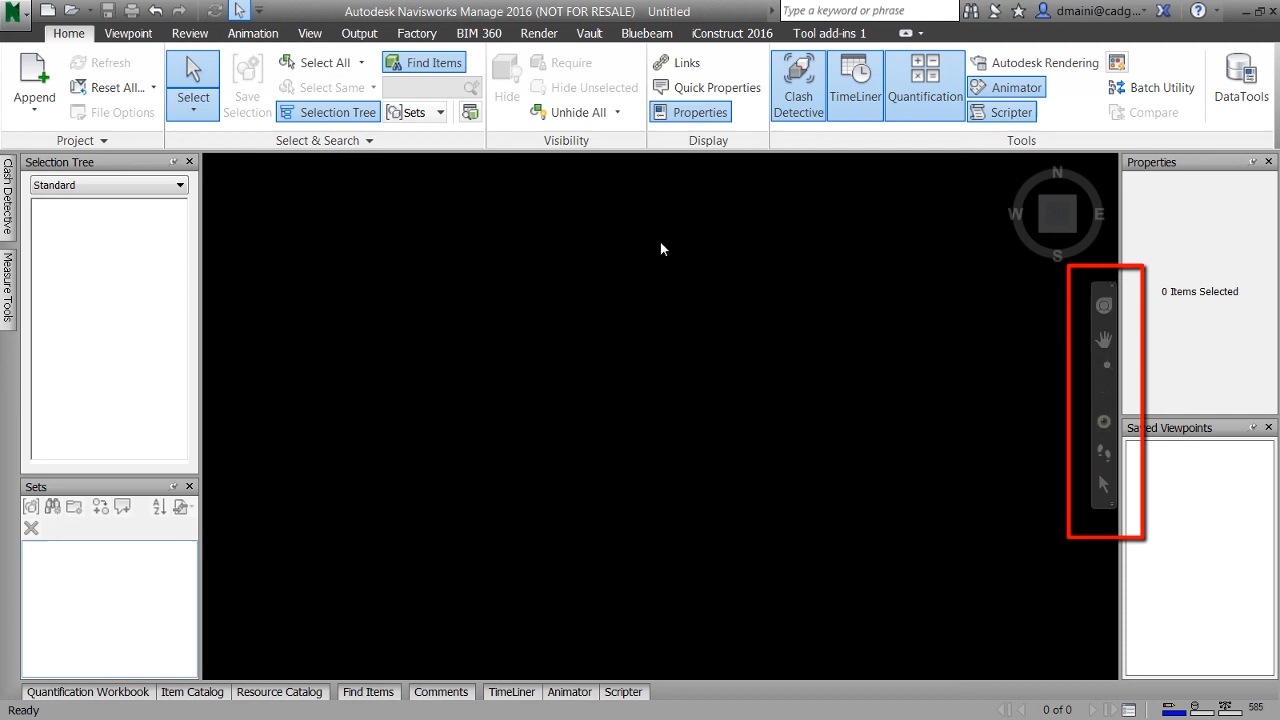 Autodesk Navisworks Manage 2016 (NOT FOR RESALE) Untitled
Type a keyword or phrase
dmaini@cadg...
Home Viewpoint Review Animation View Output Factory BIM 360 Render Vault Bluebeam iConstruct 2016 Tool add-ins 1
Append
Refresh
Reset All...
File Options
Project
Select
Save Selection
Select All
Select Same
Selection Tree
Find Items
Sets
Select & Search
Hide
Require
Hide Unselected
Unhide All
Visibility
Links
Quick Properties
Properties
Display
Clash Detective
TimeLiner
Quantification
Autodesk Rendering
Animator
Scripter
Batch Utility
Compare
Tools
DataTools
Clash Detective
Measure Tools
Selection Tree
Standard
Sets
N
W E
S
Properties
0 Items Selected
Saved Viewpoints
Quantification Workbook Item Catalog Resource Catalog Find Items Comments TimeLiner Animator Scripter
Ready
0 of 0
585